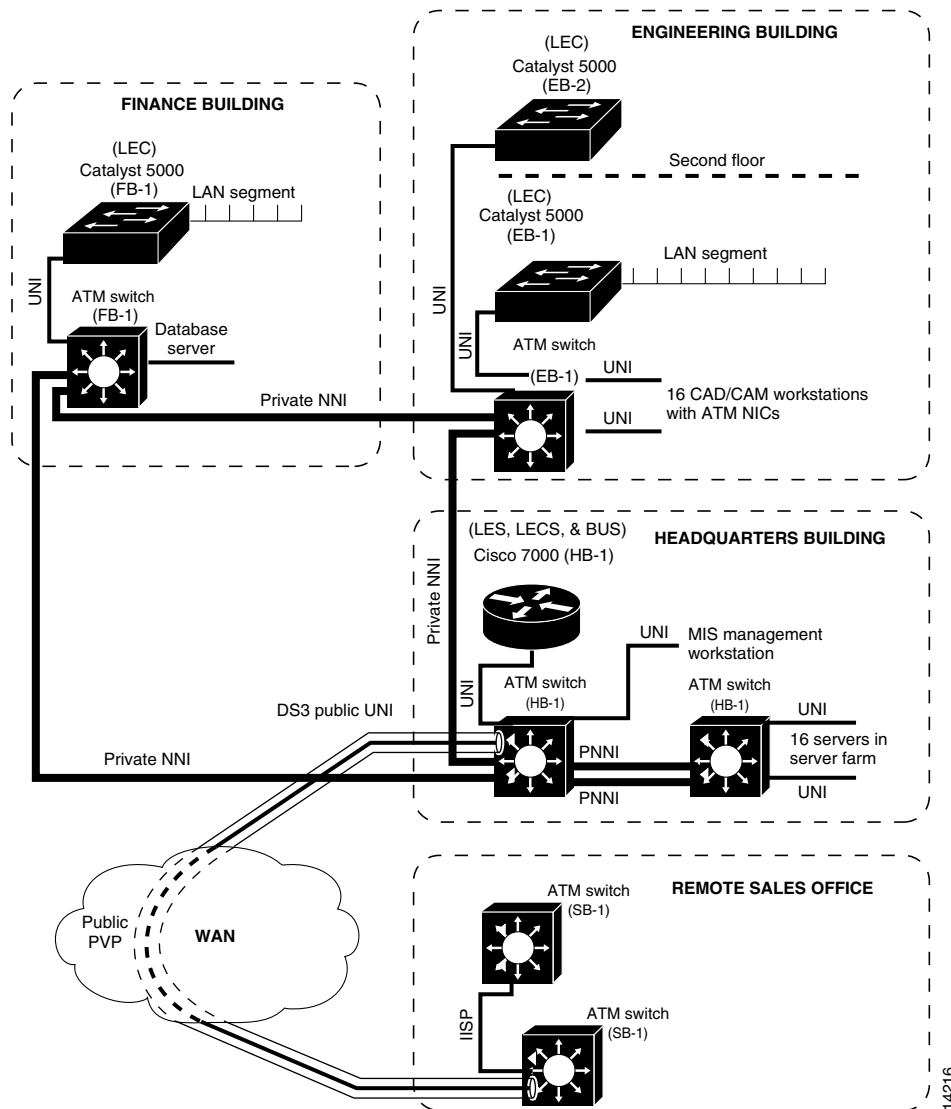 ENGINEERING BUILDING
(LEC)
Catalyst 5000
(EB-2)
Second floor
(LEC)
Catalyst 5000
(EB-1)
LAN segment
UNI
UNI
ATM switch
(EB-1)
UNI
UNI
16 CAD/CAM workstations
with ATM NICs
FINANCE BUILDING
(LEC)
Catalyst 5000
(FB-1)
LAN segment
UNI
ATM switch
(FB-1)
Database
server
Private NNI
Private NNI
HEADQUARTERS BUILDING
(LES, LECS, & BUS)
Cisco 7000 (HB-1)
UNI
UNI
MIS management
workstation
ATM switch
(HB-1)
ATM switch
(HB-1)
UNI
16 servers in
server farm
UNI
PNNI
PNNI
DS3 public UNI
Private NNI
Public
PVP
WAN
REMOTE SALES OFFICE
ATM switch
(SB-1)
IISP
ATM switch
(SB-1)
14216